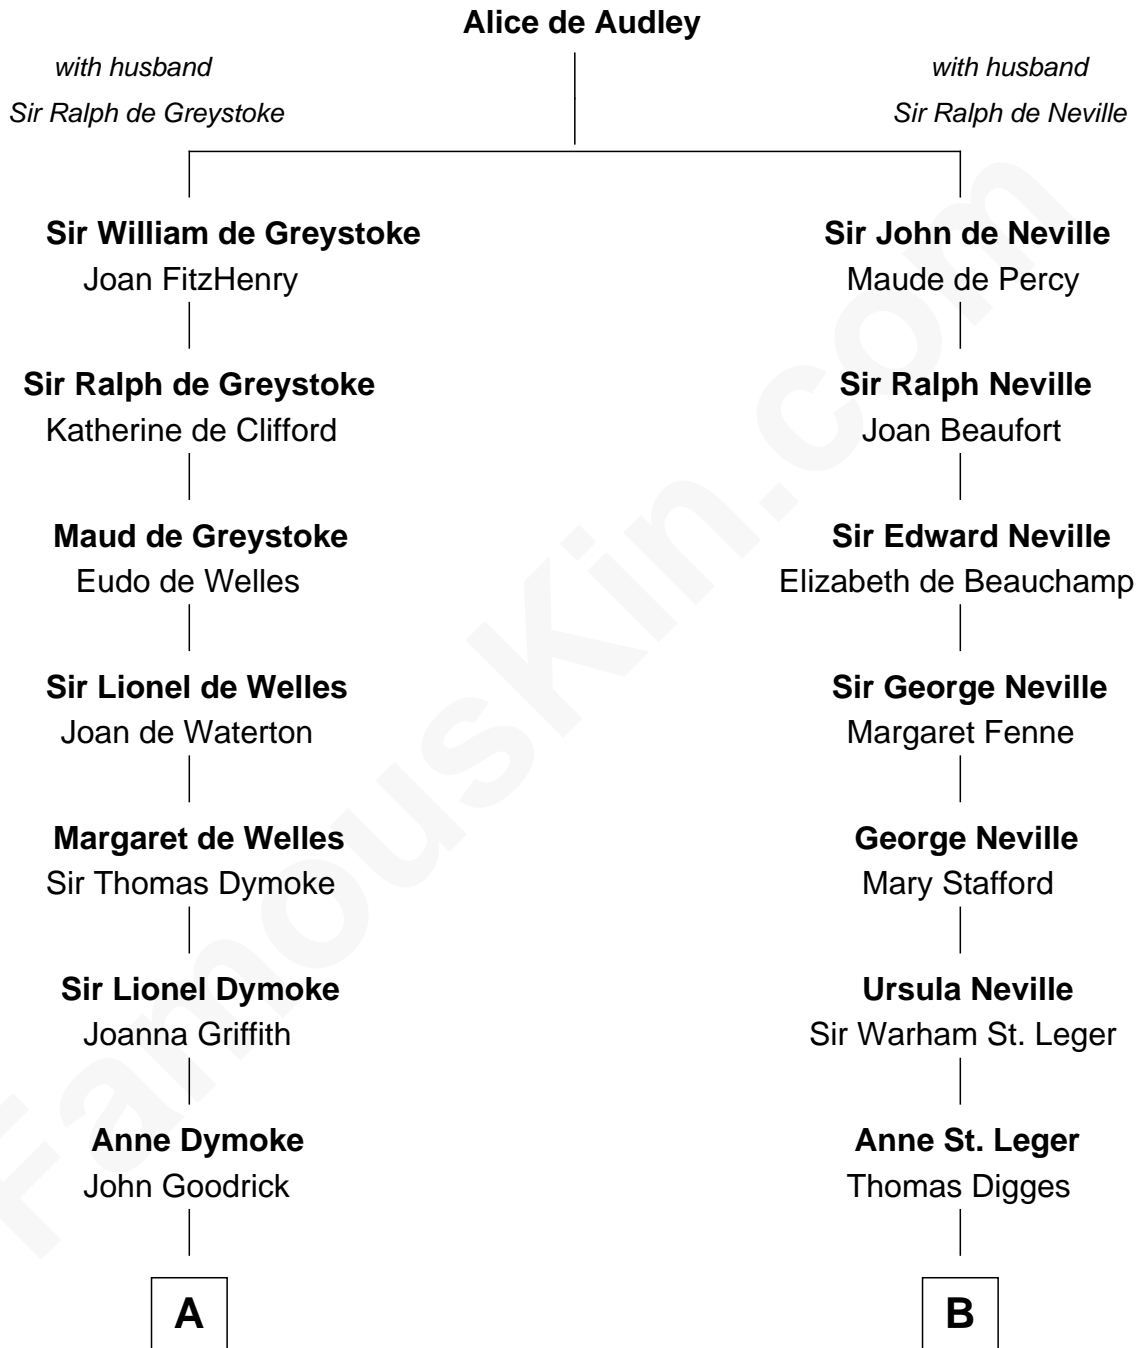 Alice de Audley
with husband
Sir Ralph de Greystoke
with husband
Sir Ralph de Neville
Sir William de Greystoke
Joan FitzHenry
Sir John de Neville
Maude de Percy
Sir Ralph de Greystoke
Katherine de Clifford
Sir Ralph Neville
Joan Beaufort
Maud de Greystoke
Eudo de Welles
Sir Edward Neville
Elizabeth de Beauchamp
Sir Lionel de Welles
Joan de Waterton
Sir George Neville
Margaret Fenne
Margaret de Welles
Sir Thomas Dymoke
George Neville
Mary Stafford
Sir Lionel Dymoke
Joanna Griffith
Ursula Neville
Sir Warham St. Leger
Anne Dymoke
John Goodrick
Anne St. Leger
Thomas Digges
A
B
FamousKin.com